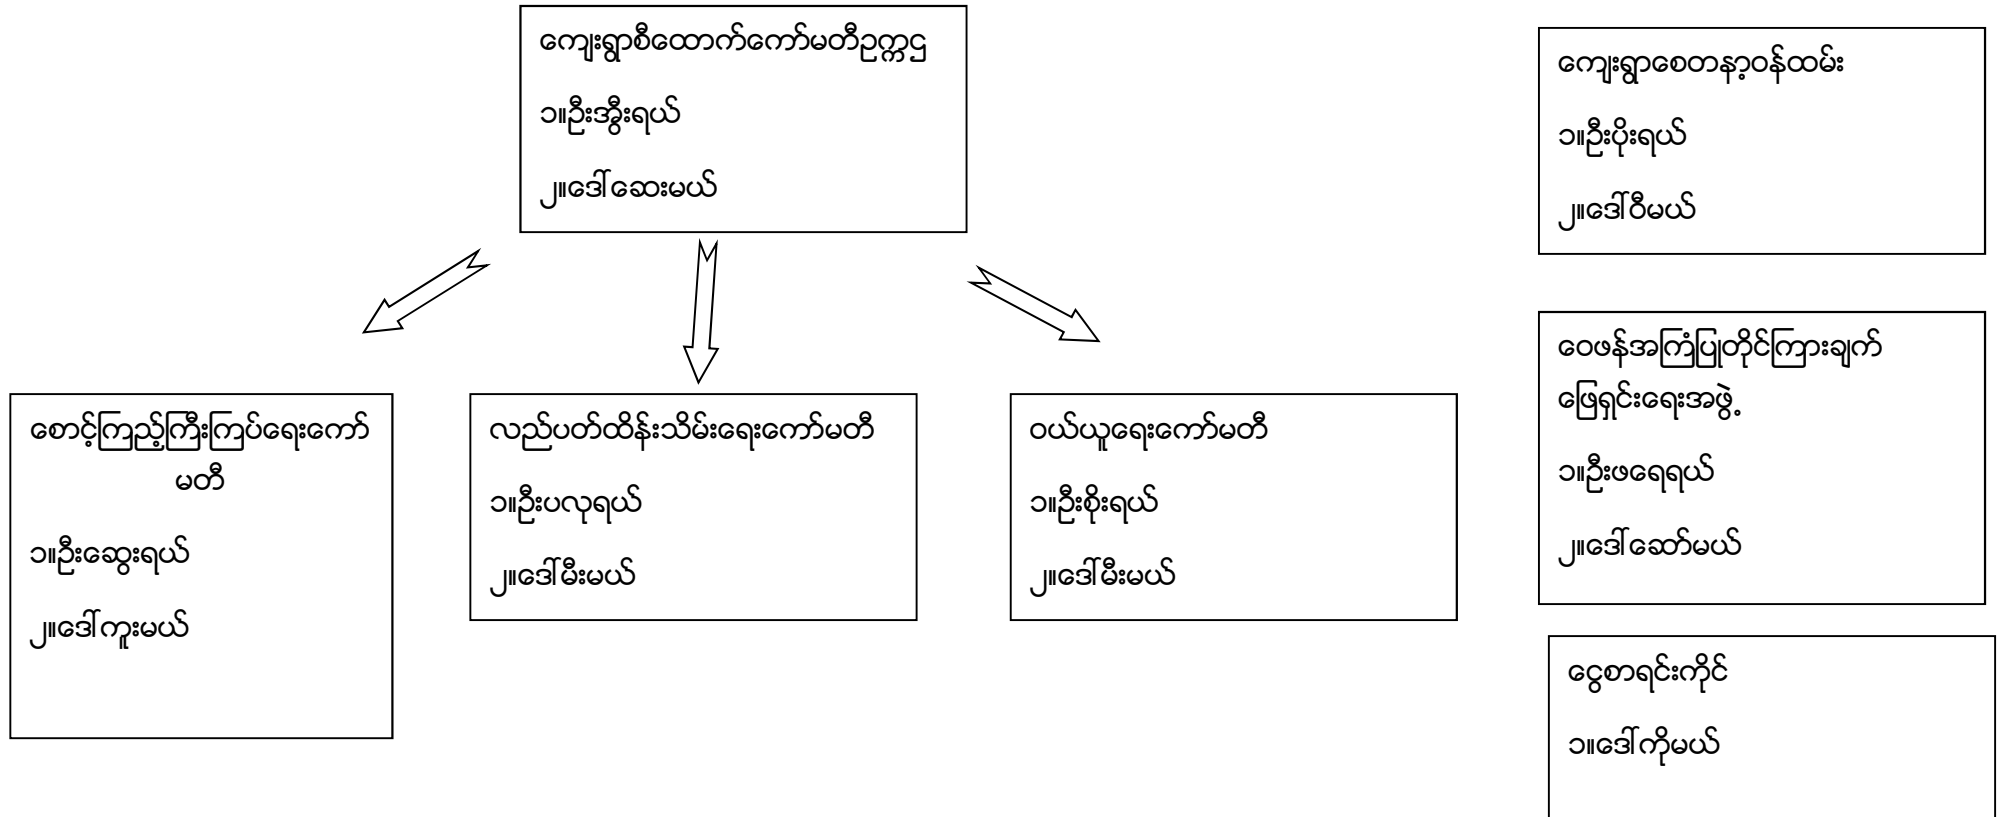 ကျေးရွာစီထောက်ကော်မတီဥက္ကဌ
၁။ဦးအွီးရယ်
၂။ဒေါ်ဆေးမယ်
ကျေးရွာစေတနာ့ဝန်ထမ်း
၁။ဦးပိုးရယ်
၂။ဒေါ်ဝီမယ်
ဝေဖန်အကြံပြုတိုင်ကြားချက်
ဖြေရှင်းရေးအဖွဲ့
၁။ဦးဖရေရယ်
၂။ဒေါ်ဆော်မယ်
စောင့်ကြည့်ကြီးကြပ်ရေးကော်
မတီ
၁။ဦးဆွေးရယ်
၂။ဒေါ်ကူးမယ်
လည်ပတ်ထိန်းသိမ်းရေးကော်မတီ
၁။ဦးပလုရယ်
၂။ဒေါ်မီးမယ်
ဝယ်ယူရေးကော်မတီ
၁။ဦးစိုးရယ်
၂။ဒေါ်မီးမယ်
ငွေစာရင်းကိုင်
၁။ဒေါ်ကိုမယ်